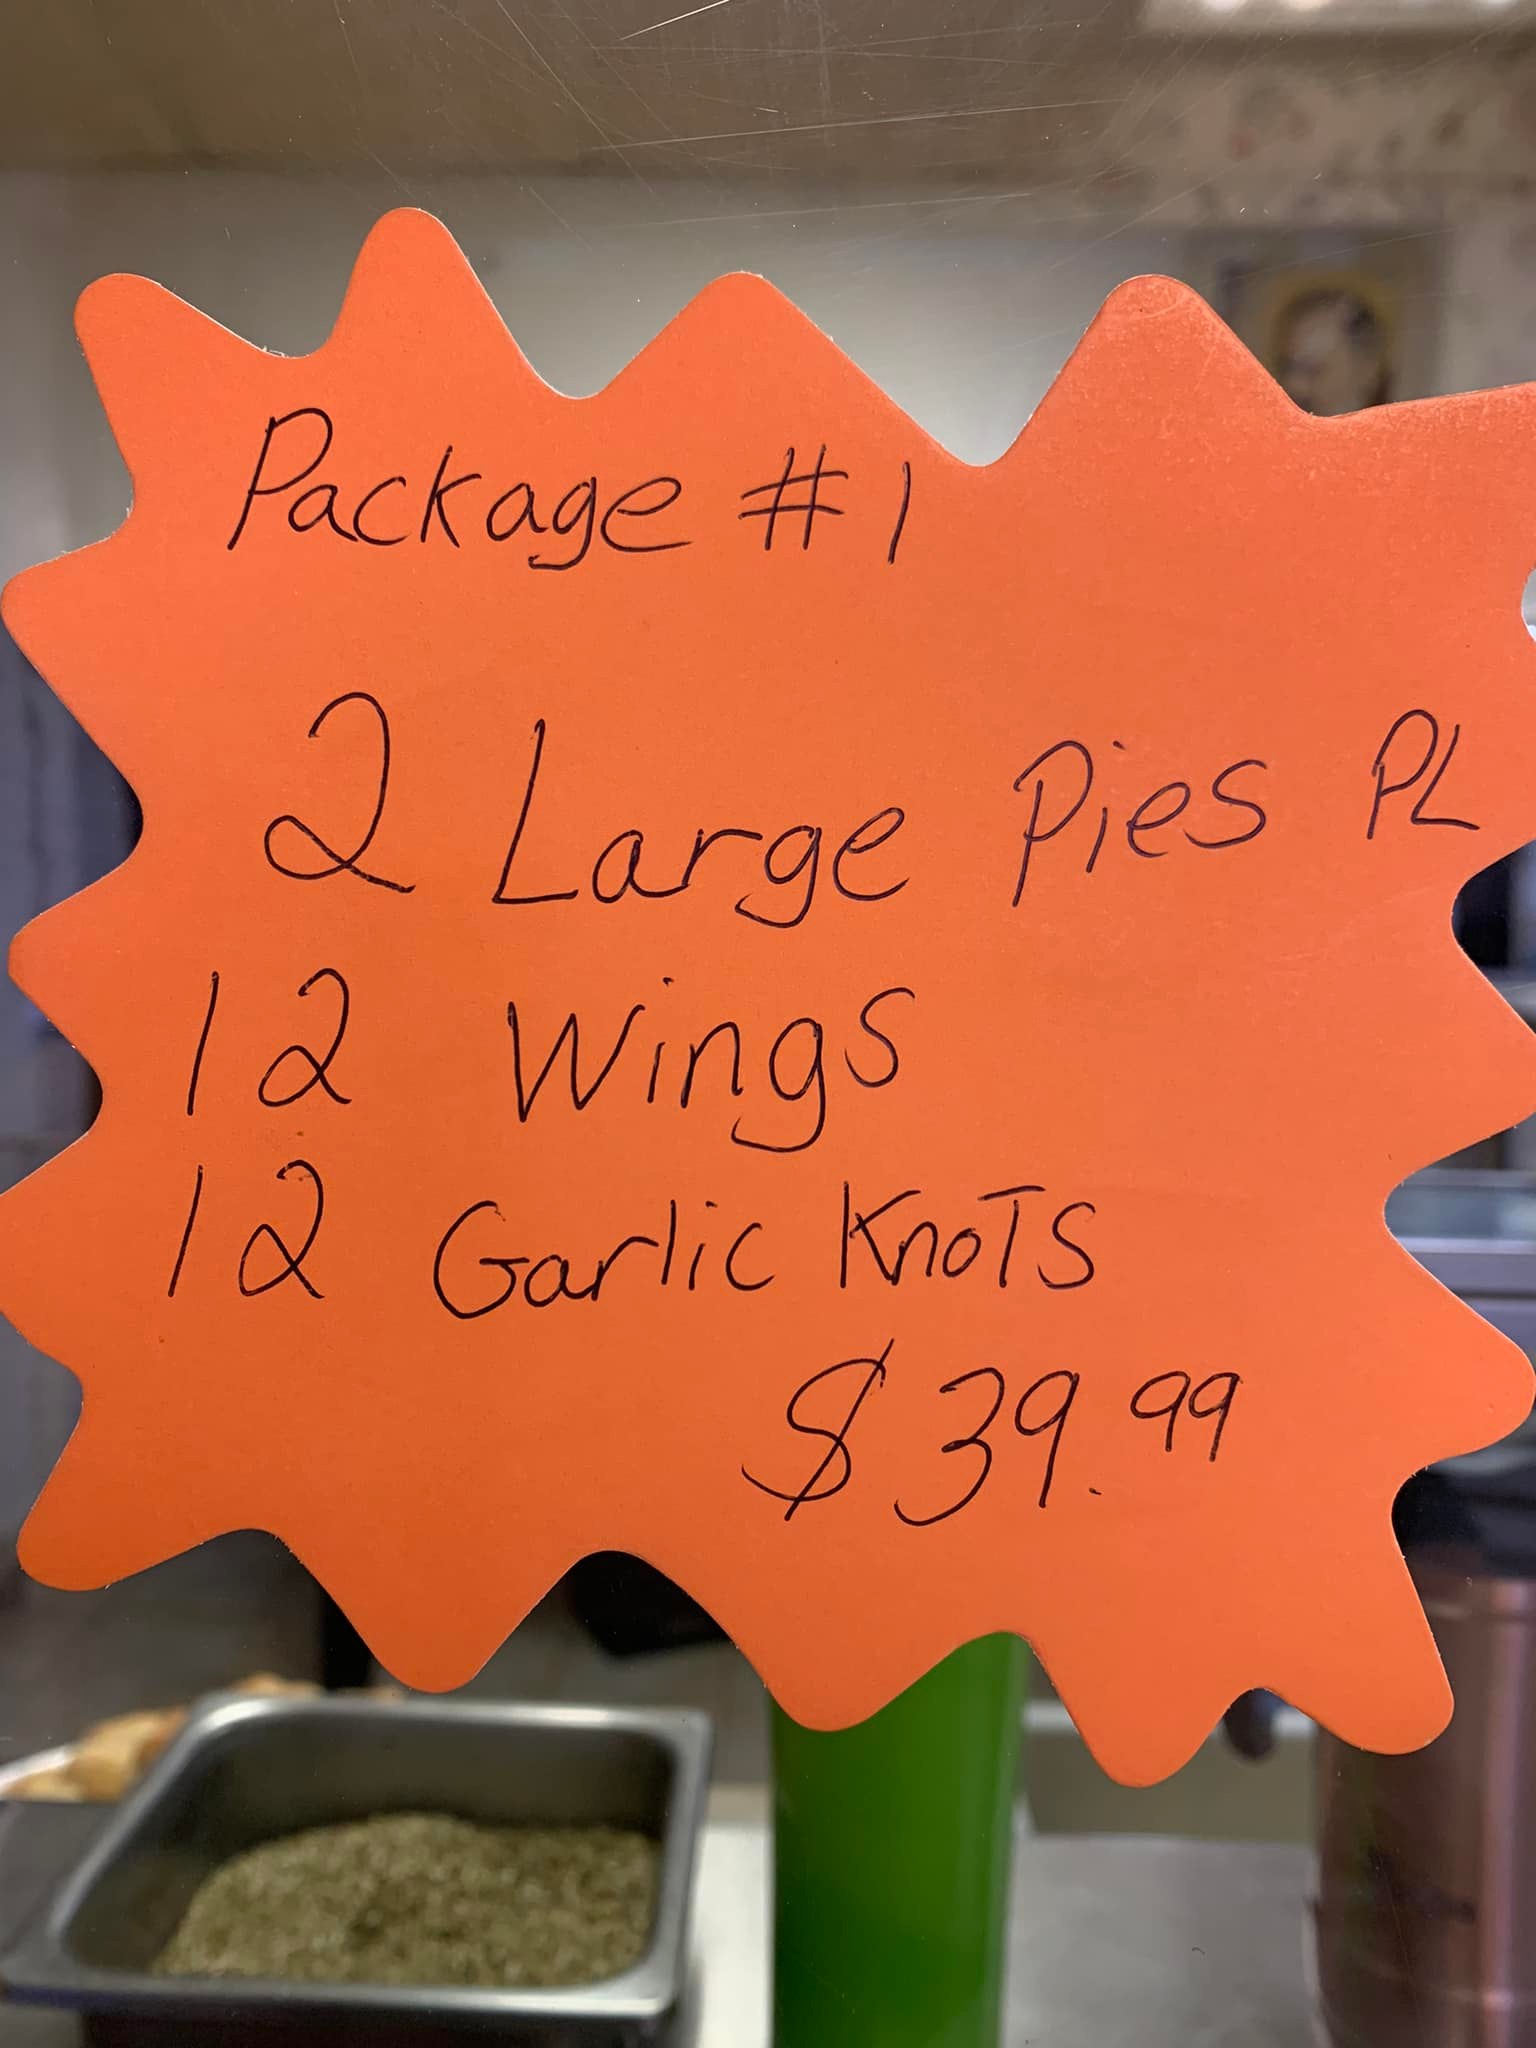 Package #1
2 Large Pies PL
12 Wings
12 Garlic Knots
$39.99